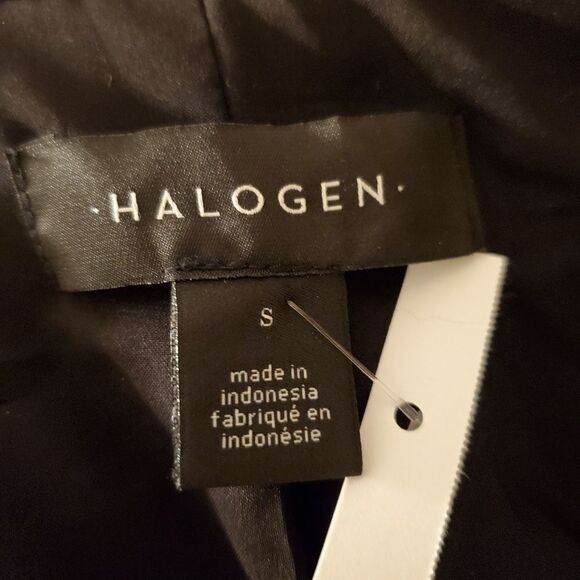 ·HALOGEN·
S
made in
indonesia
fabriqué en
indonésie